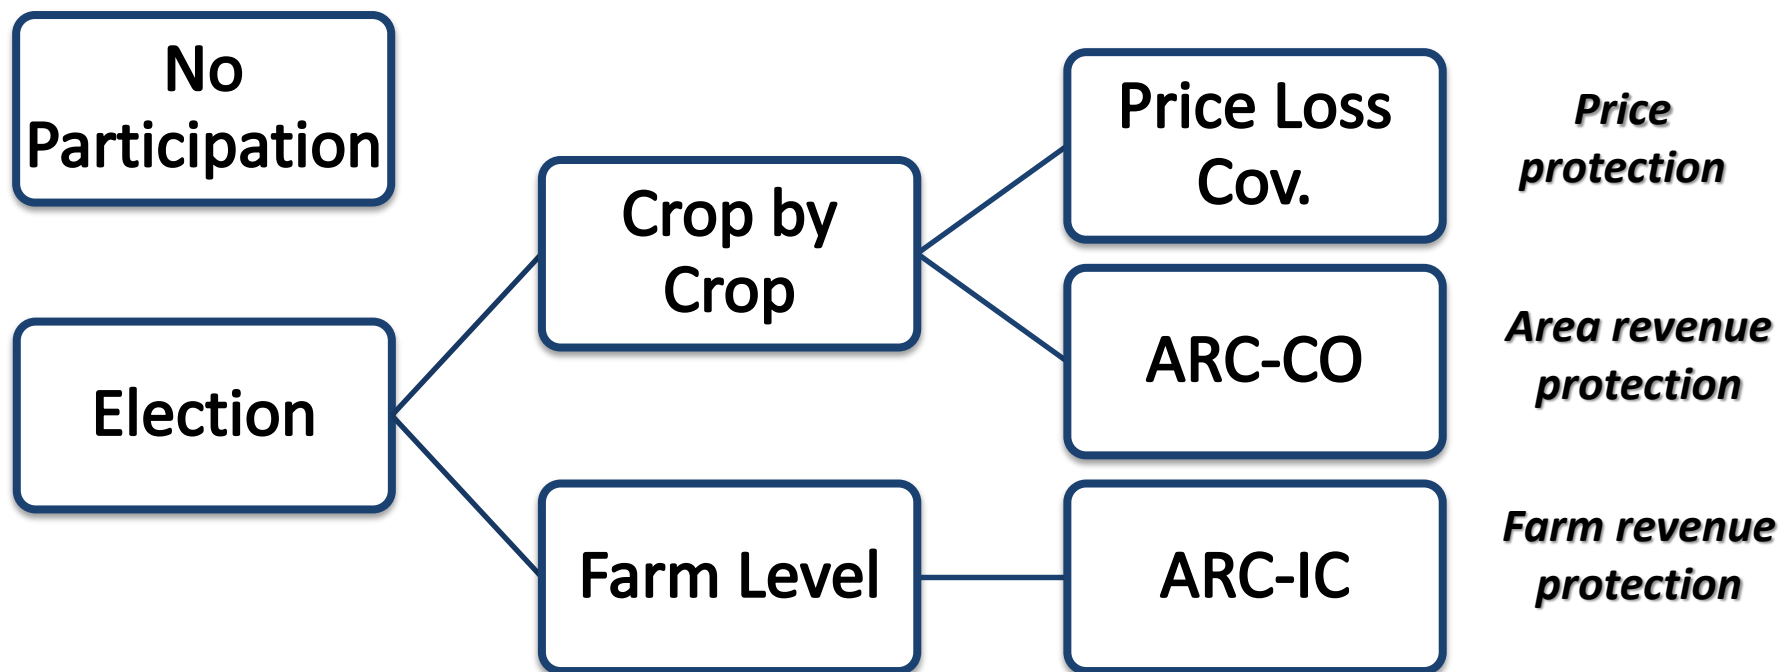 No
Participation
Election
Crop by
Crop
Farm Level
Price Loss
Cov.
ARC-CO
ARC-IC
Price
protection
Area revenue
protection
Farm revenue
protection